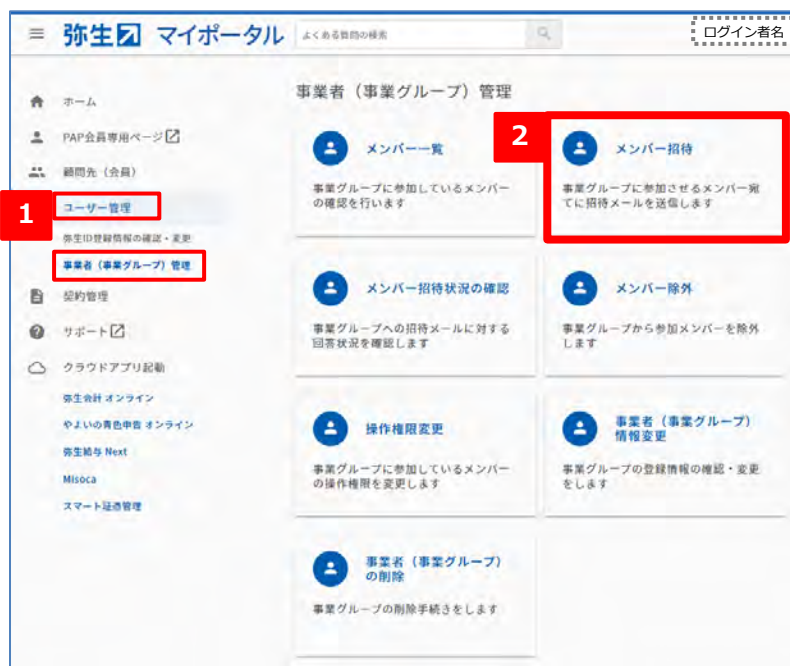 弥生 マイポータル
よくある質問の検索
ログイン者名
ホーム
PAP会員専用ページ
顧問先（会員）
1
ユーザー管理
弥生ID登録情報の確認・変更
事業者（事業グループ）管理
契約管理
サポート
クラウドアプリ起動
弥生会計 オンライン
やよいの青色申告 オンライン
弥生給与 Next
Misoca
スマート証憑管理
事業者（事業グループ）管理
メンバー一覧
事業グループに参加しているメンバー
の確認を行います
2
メンバー招待
事業グループに参加させるメンバー宛
てに招待メールを送信します
メンバー招待状況の確認
事業グループへの招待メールに対する
回答状況を確認します
メンバー除外
事業グループから参加メンバーを除外
します
操作権限変更
事業グループに参加しているメンバー
の操作権限を変更します
事業者（事業グループ）
情報変更
事業グループの登録情報の確認・変更
をします
事業者（事業グループ）
の削除
事業グループの削除手続きをします